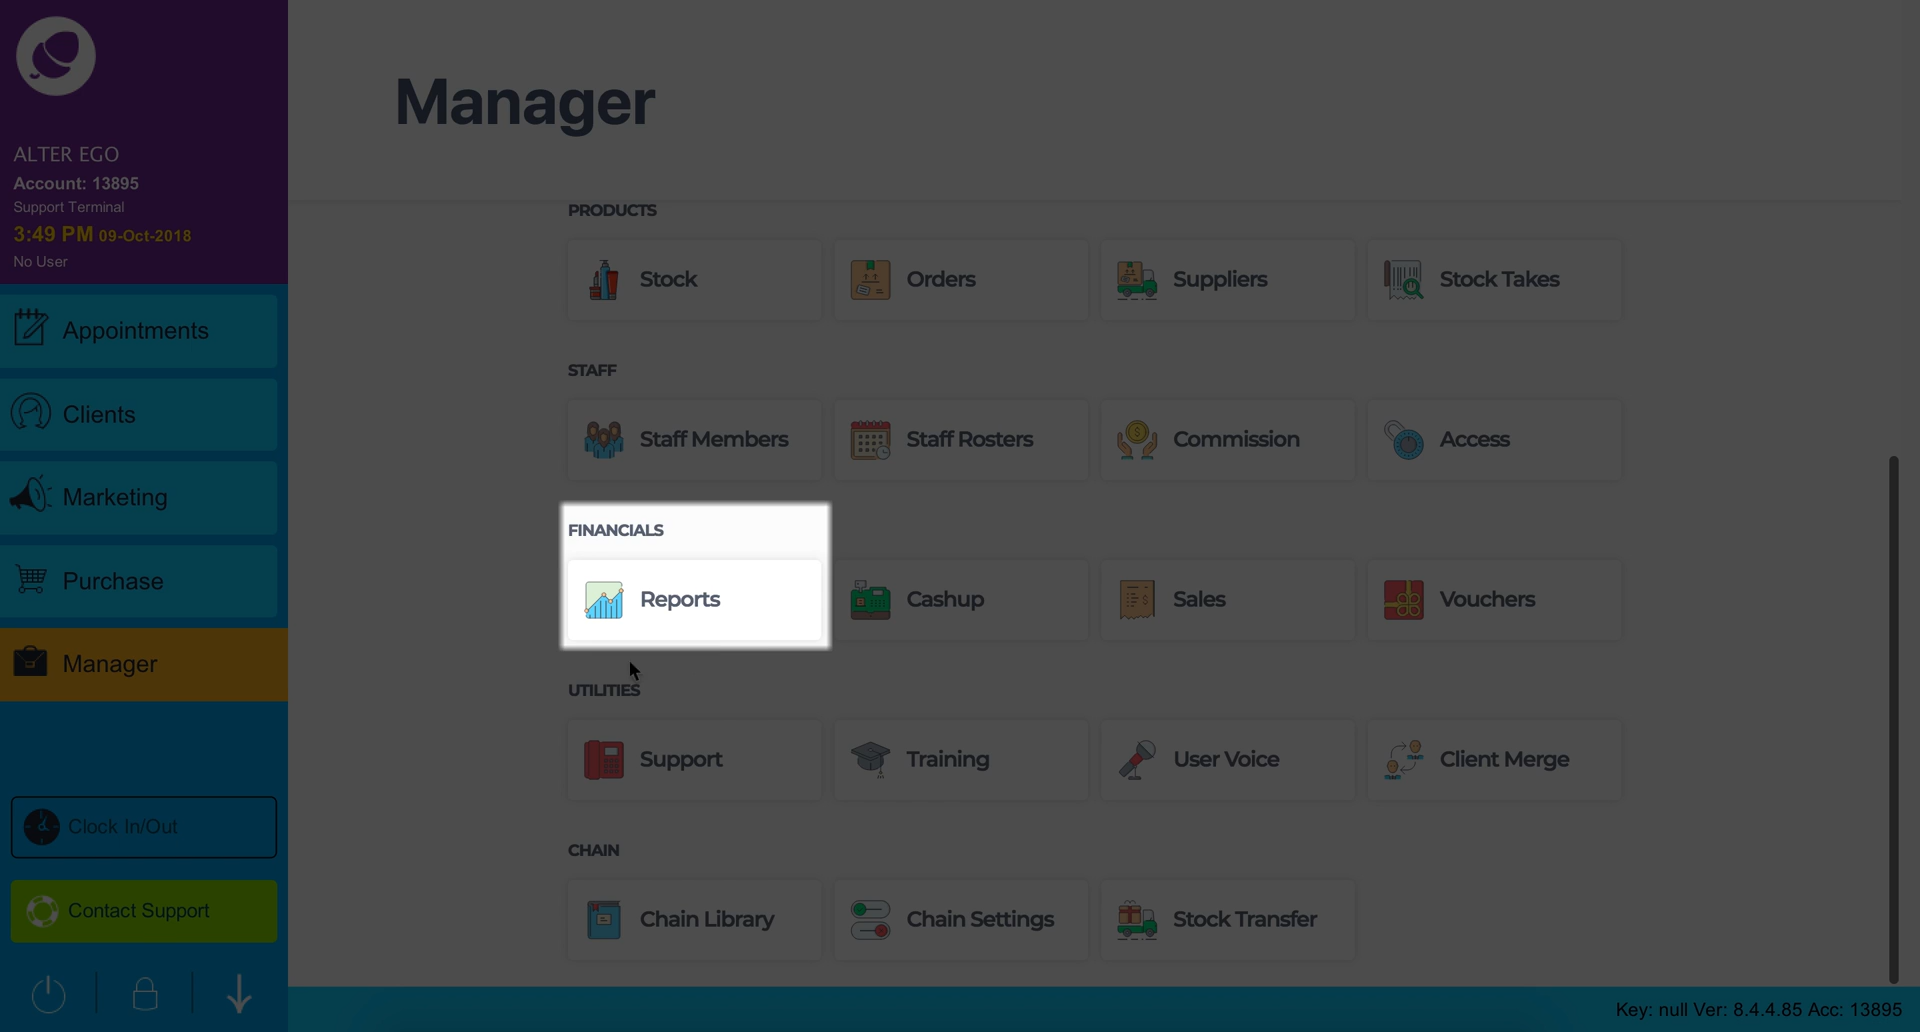 ALTER EGO
Account: 13895
Support Terminal
3:49 PM 09-Oct-2018
No User
Appointments
Clients
Marketing
Purchase
Manager
Clock In/Out
Contact Support
Manager
PRODUCTS
Stock Orders Suppliers Stock Takes
STAFF
Staff Members Staff Rosters Commission Access
FINANCIALS
Reports Cashup Sales Vouchers
UTILITIES
Support Training User Voice Client Merge
CHAIN
Chain Library Chain Settings Stock Transfer
Key: null Ver: 8.4.4.85 Acc: 13895